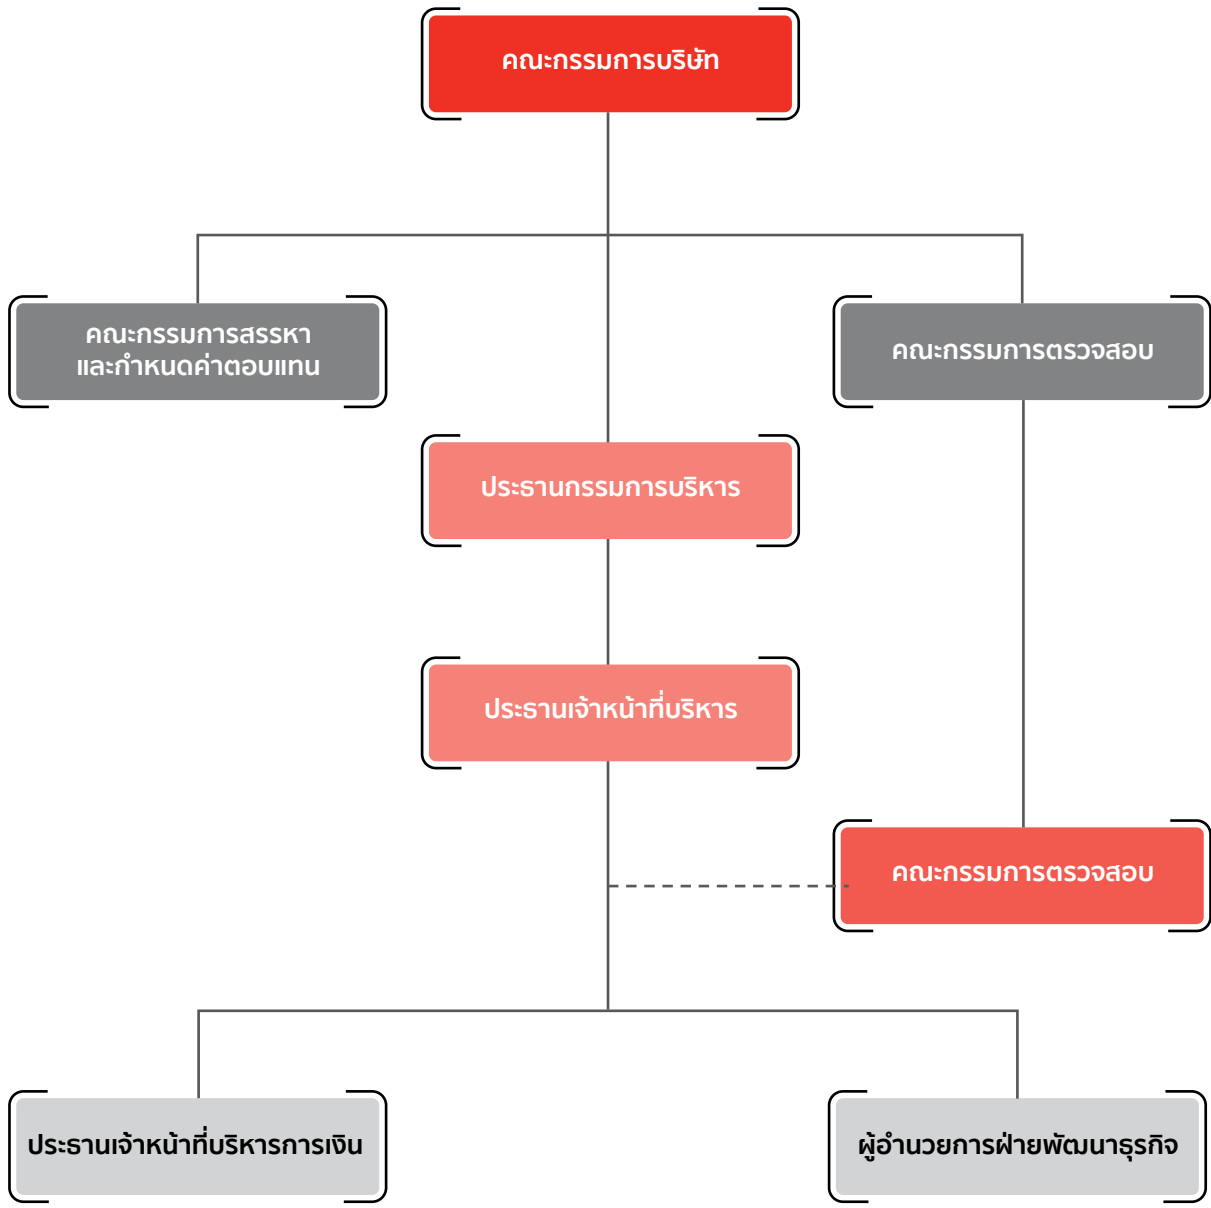 คณะกรรมการบริษัท
คณะกรรมการสรรหา
และกำหนดค่าตอบแทน
คณะกรรมการตรวจสอบ
ประธานกรรมการบริหาร
ประธานเจ้าหน้าที่บริหาร
คณะกรรมการตรวจสอบ
ประธานเจ้าหน้าที่บริหารการเงิน
ผู้อำนวยการฝ่ายพัฒนาธุรกิจ